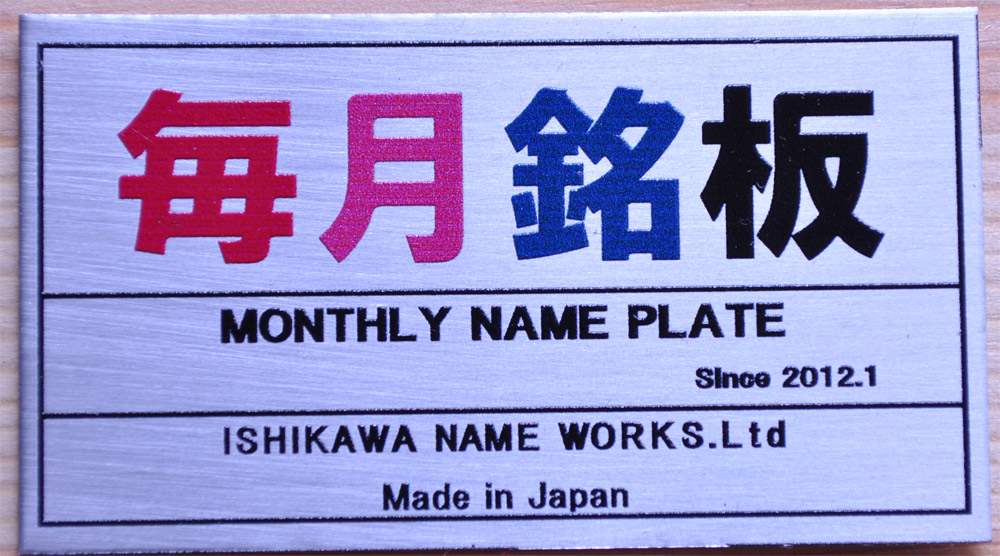 毎月銘板
MONTHLY NAME PLATE
Since 2012.1
ISHIKAWA NAME WORKS.Ltd
Made in Japan